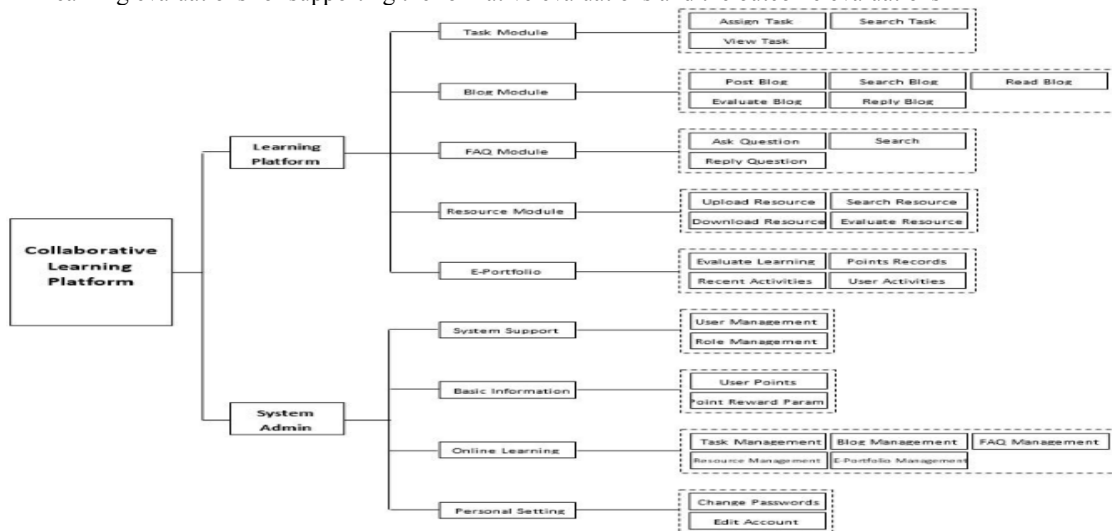 Task Module
Assign Task
Search Task
View Task
Blog Module
Post Blog
Search Blog
Read Blog
Evaluate Blog
Reply Blog
Learning
Platform
FAQ Module
Ask Question
Search
Reply Question
Resource Module
Upload Resource
Search Resource
Download Resource
Evaluate Resource
Collaborative
Learning
Platform
E-Portfolio
Evaluate Learning
Points Records
Recent Activities
User Activities
System Support
User Management
Role Management
Basic Information
User Points
oint Reward Param
System
Admin
Online Learning
Task Management
Blog Management
FAQ Management
Resource Management
E-Portfolio Management
Personal Setting
Change Passwords
Edit Account